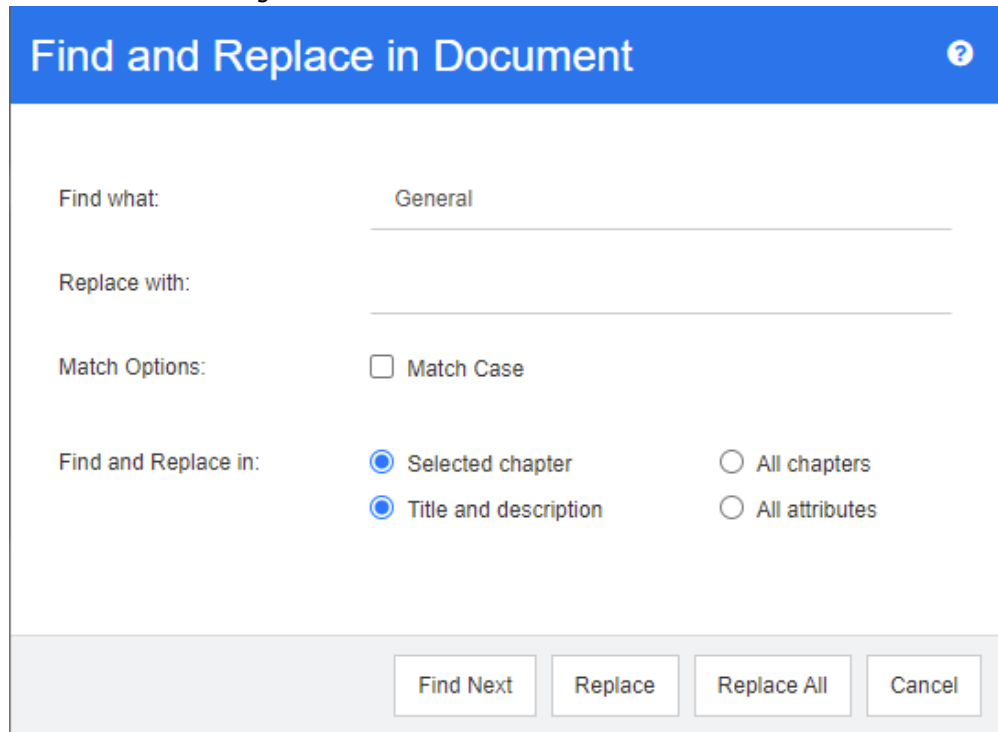 Find and Replace in Document
Find what: General
Replace with:
Match Options: Match Case
Find and Replace in: Selected chapter All chapters
Title and description All attributes
Find Next Replace Replace All Cancel